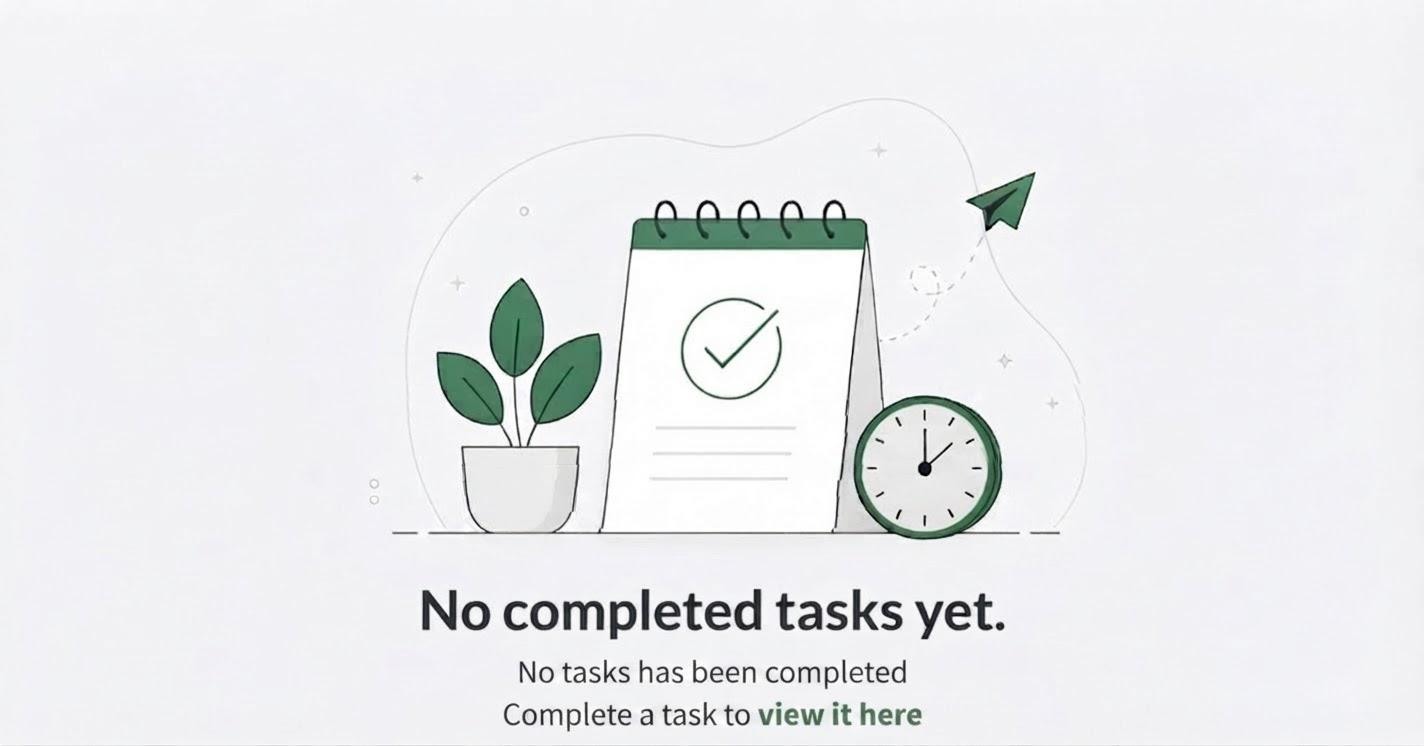 No completed tasks yet.
No tasks has been completed
Complete a task to view it here